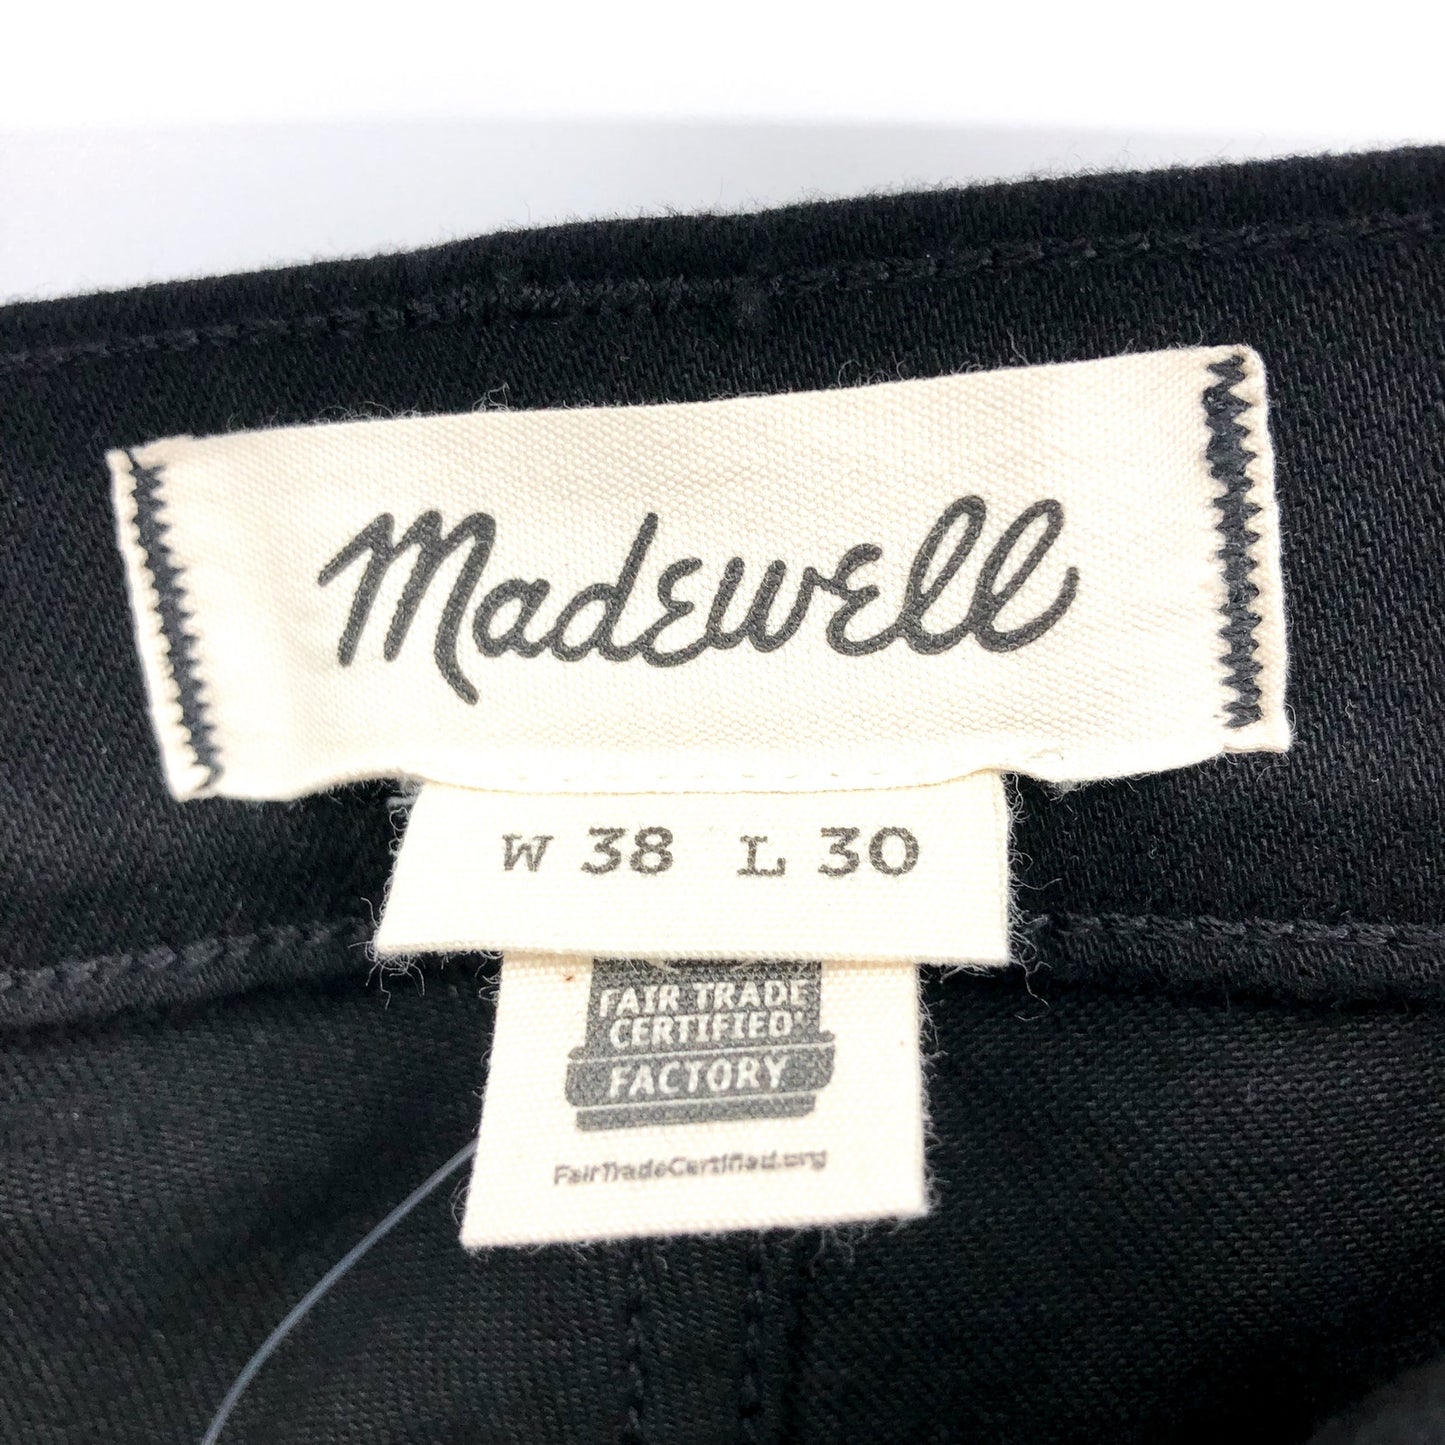 Madewell
W 38 L 30
FAIR TRADE
CERTIFIED
FACTORY
FairTradeCertified.org